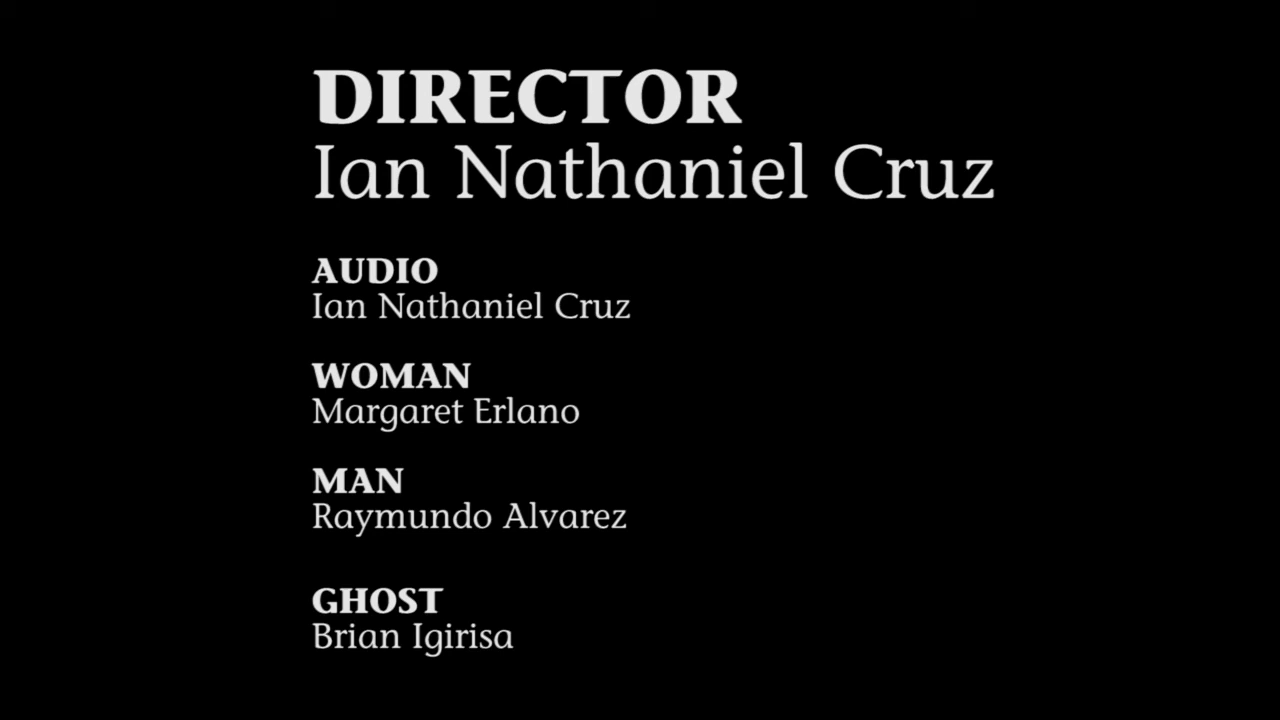 DIRECTOR
Ian Nathaniel Cruz
AUDIO
Ian Nathaniel Cruz
WOMAN
Margaret Erlano
MAN
Raymundo Alvarez
GHOST
Brian Igirisa